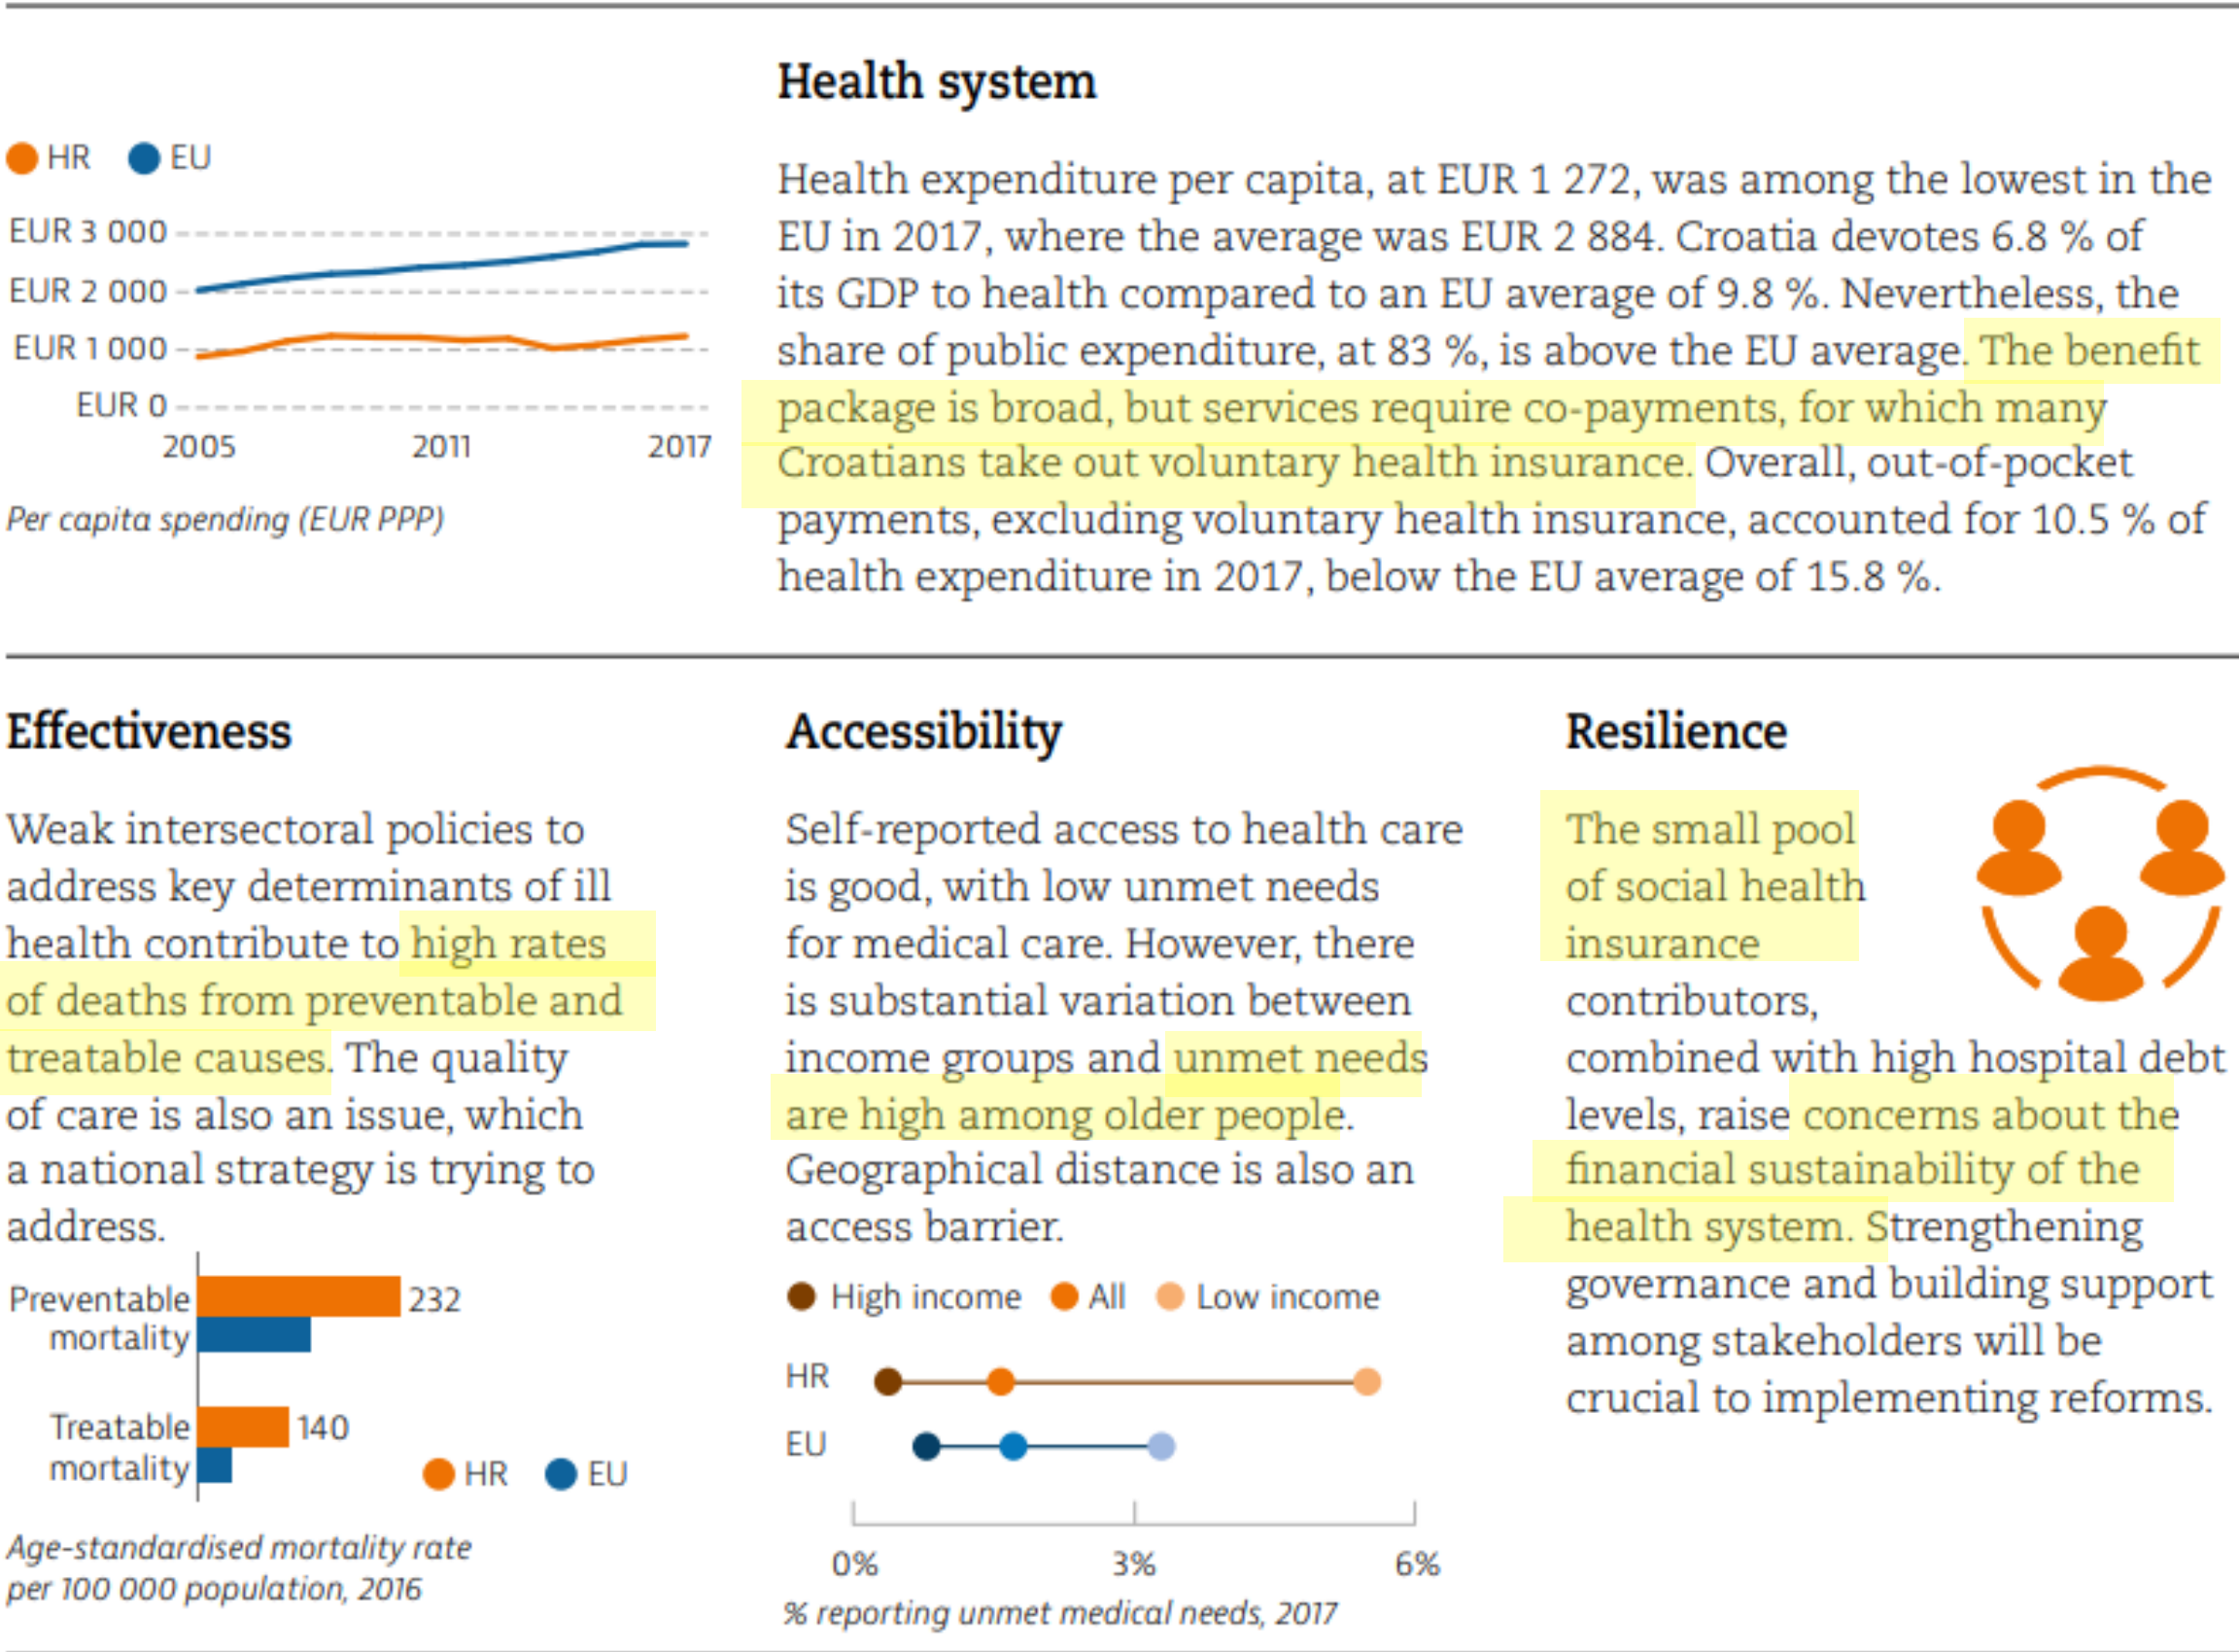 Health system
HR EU
EUR 3 000
EUR 2 000
EUR 1 000
EUR 0
2005 2011 2017
Per capita spending (EUR PPP)
Health expenditure per capita, at EUR 1 272, was among the lowest in the
EU in 2017, where the average was EUR 2 884. Croatia devotes 6.8 % of
its GDP to health compared to an EU average of 9.8 %. Nevertheless, the
share of public expenditure, at 83 %, is above the EU average. The benefit
package is broad, but services require co-payments, for which many
Croatians take out voluntary health insurance. Overall, out-of-pocket
payments, excluding voluntary health insurance, accounted for 10.5 % of
health expenditure in 2017, below the EU average of 15.8 %.
Effectiveness
Weak intersectoral policies to
address key determinants of ill
health contribute to high rates
of deaths from preventable and
treatable causes. The quality
of care is also an issue, which
a national strategy is trying to
address.
Preventable
mortality
232
Treatable
mortality
140
HR EU
Age-standardised mortality rate
per 100 000 population, 2016
Accessibility
Self-reported access to health care
is good, with low unmet needs
for medical care. However, there
is substantial variation between
income groups and unmet needs
are high among older people.
Geographical distance is also an
access barrier.
High income All Low income
HR
EU
0% 3% 6%
% reporting unmet medical needs, 2017
Resilience
The small pool
of social health
insurance
contributors,
combined with high hospital debt
levels, raise concerns about the
financial sustainability of the
health system. Strengthening
governance and building support
among stakeholders will be
crucial to implementing reforms.